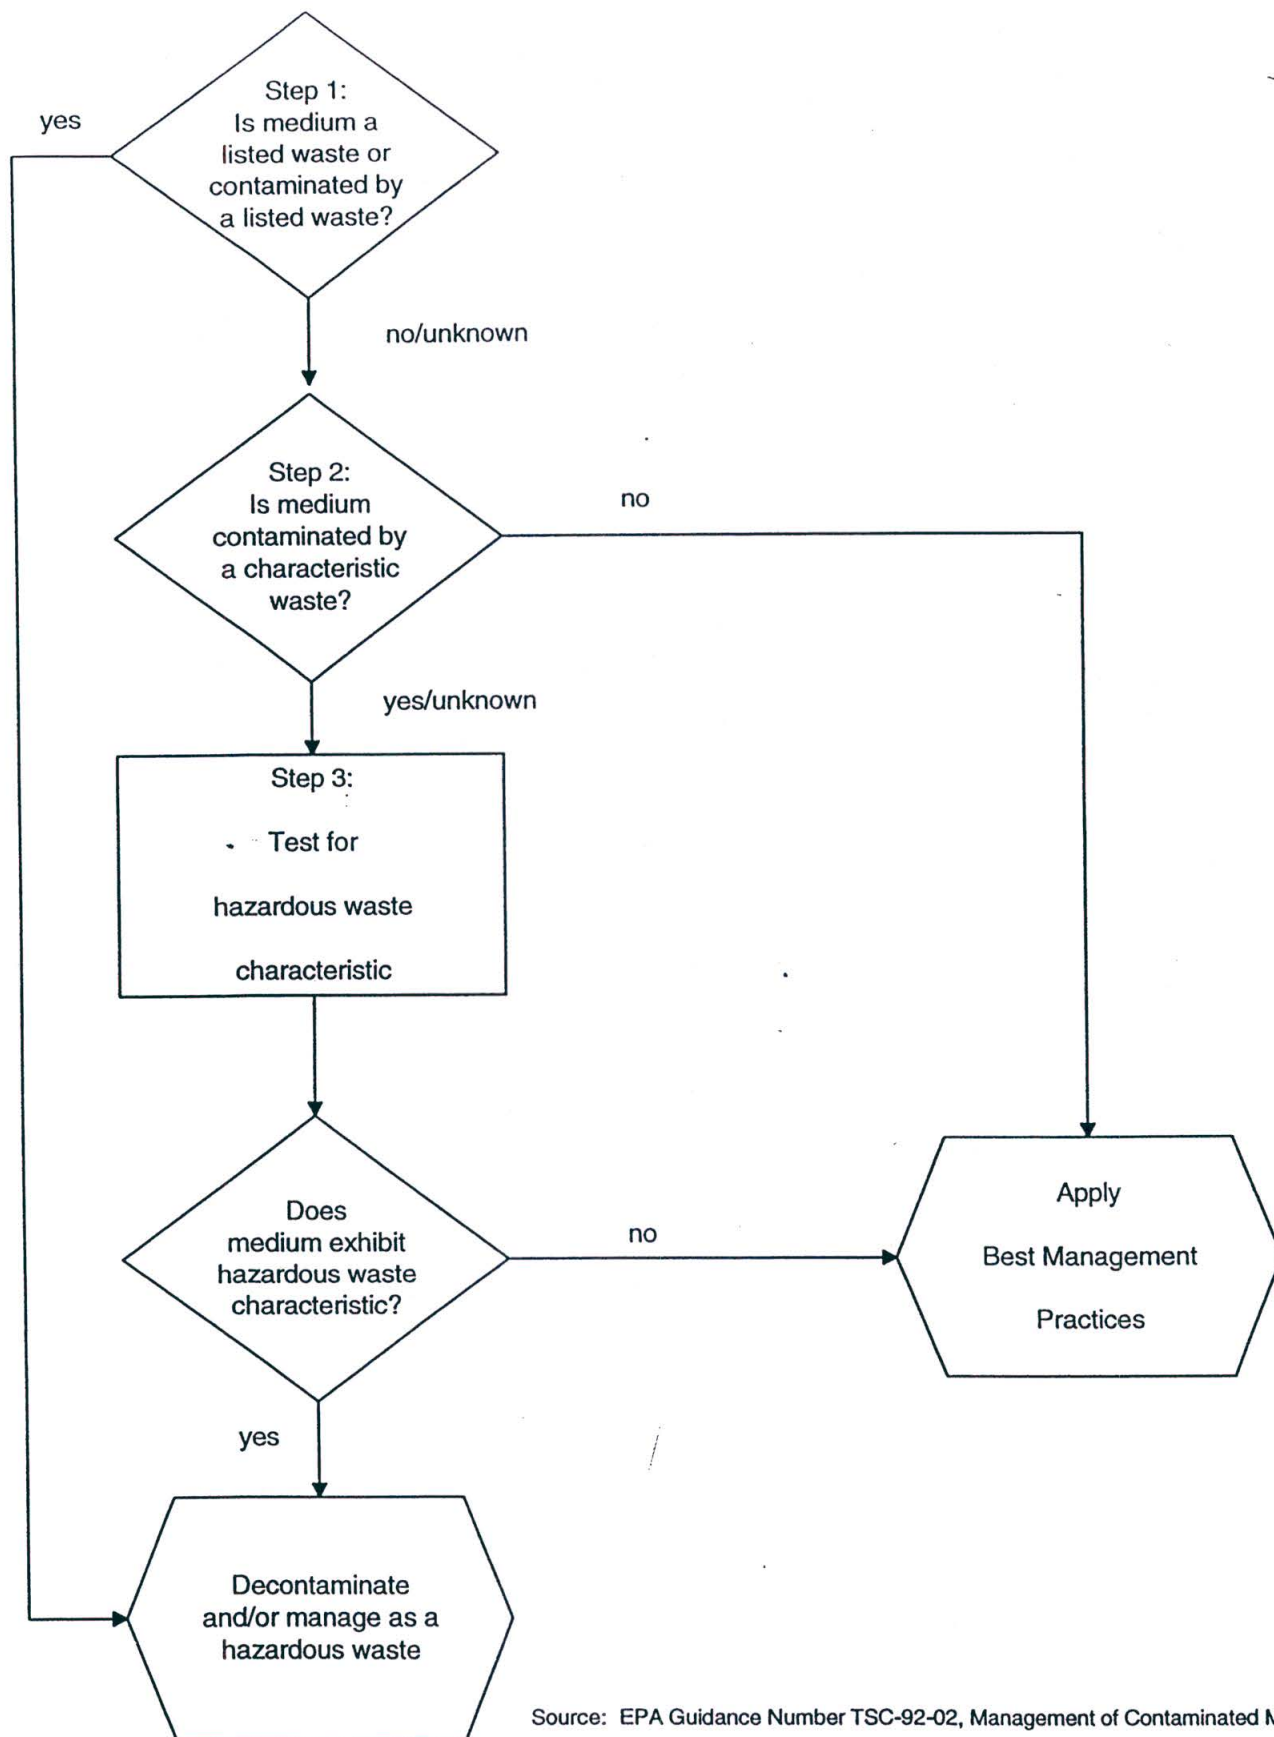 Step 1:
Is medium a
listed waste or
contaminated by
a listed waste?
yes
no/unknown
Step 2:
Is medium
contaminated by
a characteristic
waste?
no
yes/unknown
Step 3:
Test for
hazardous waste
characteristic
Does
medium exhibit
hazardous waste
characteristic?
no
Apply
Best Management
Practices
yes
Decontaminate
and/or manage as a
hazardous waste
Source: EPA Guidance Number TSC-92-02, Management of Contaminated